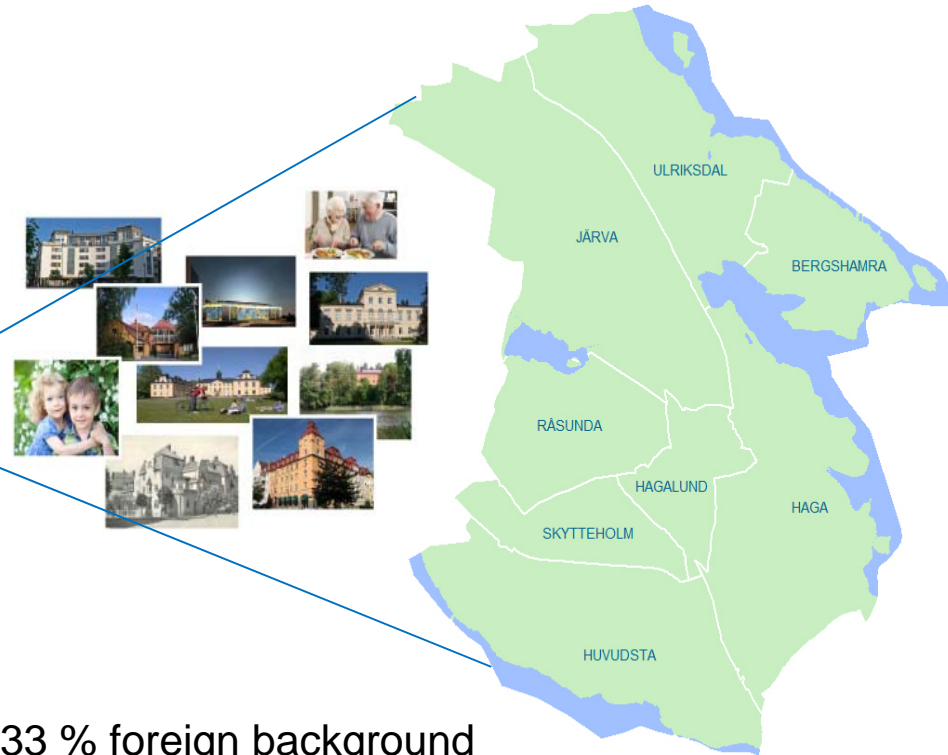 ULRIKSDAL
JÄRVA
BERGSHAMRA
RÅSUNDA
HAGALUND
HAGA
SKYTTEHOLM
HUVUDSTA
33 % foreign background